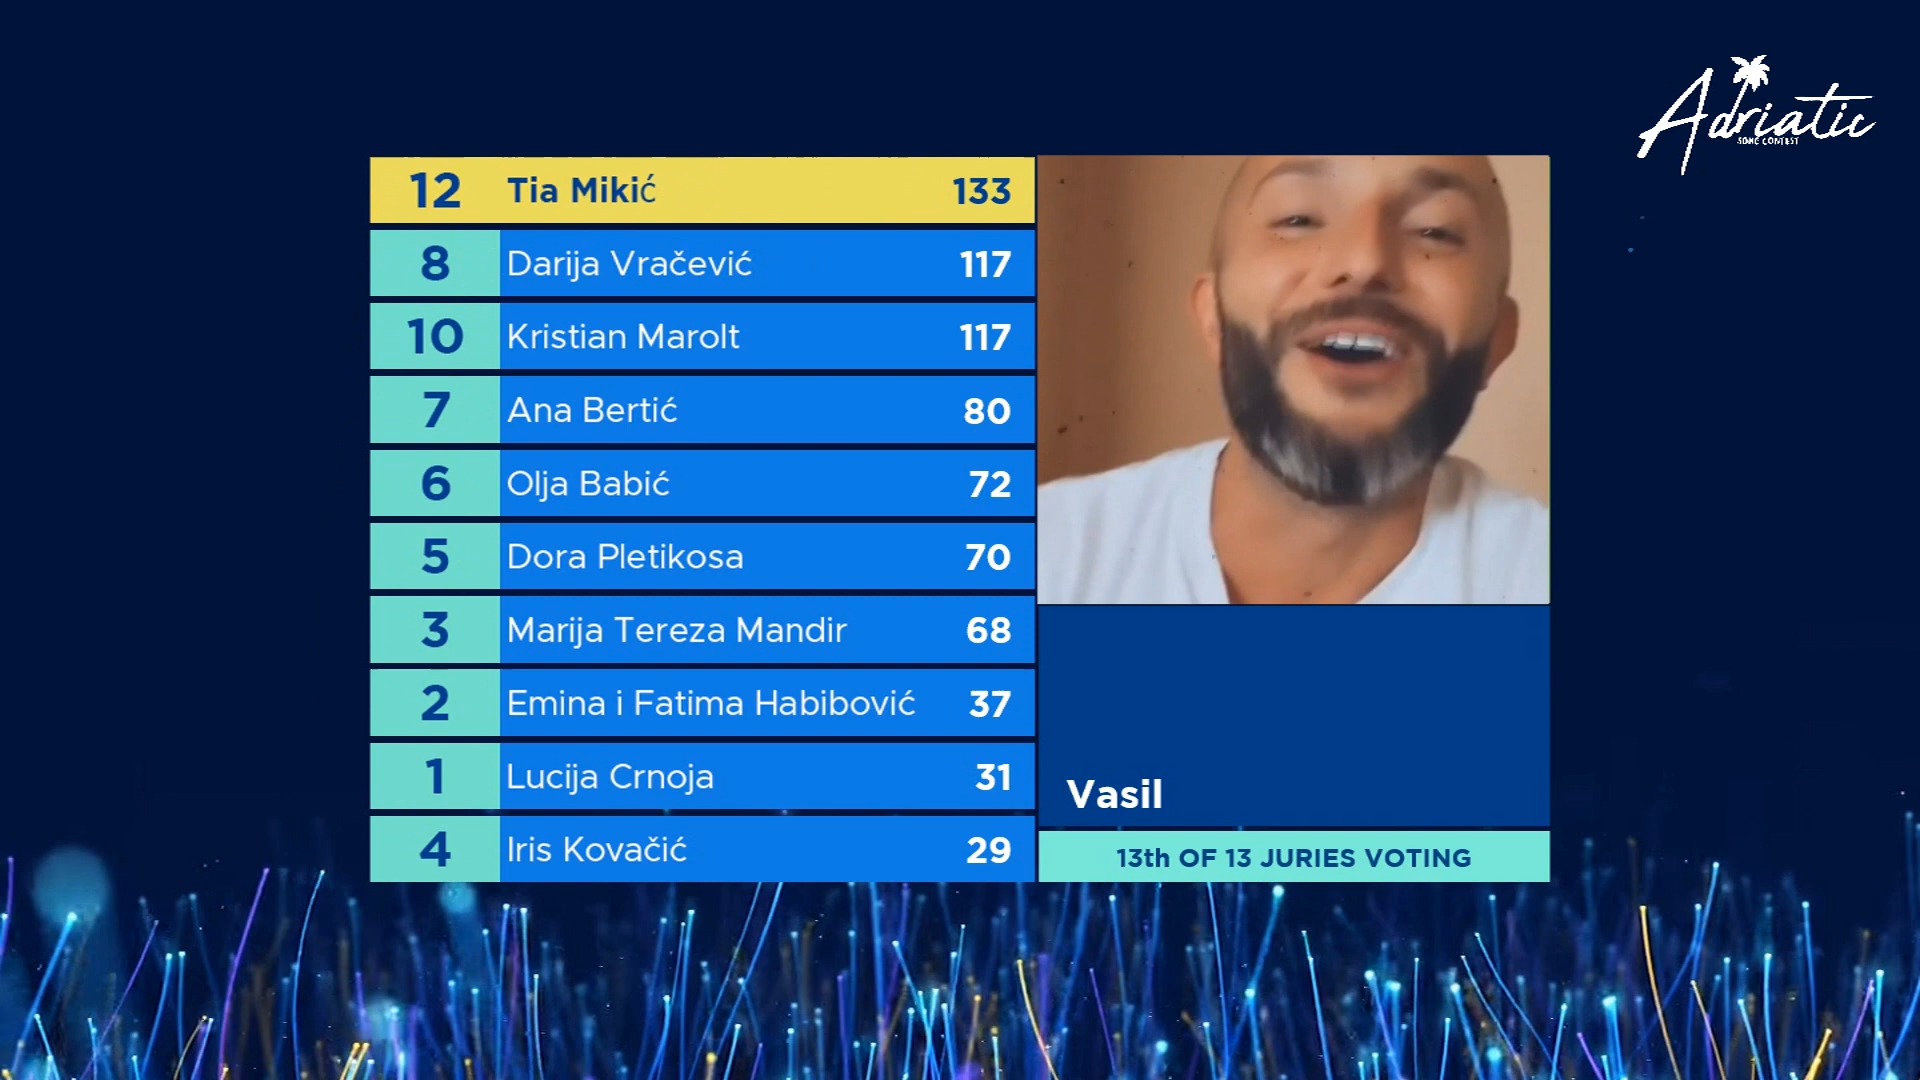 Adriatic
SONG CONTEST
12 Tia Mikić 133
8 Darija Vračević 117
10 Kristian Marolt 117
7 Ana Bertić 80
6 Olja Babić 72
5 Dora Pletikosa 70
3 Marija Tereza Mandir 68
2 Emina i Fatima Habibović 37
1 Lucija Crnoja 31
4 Iris Kovačić 29
Vasil
13th OF 13 JURIES VOTING